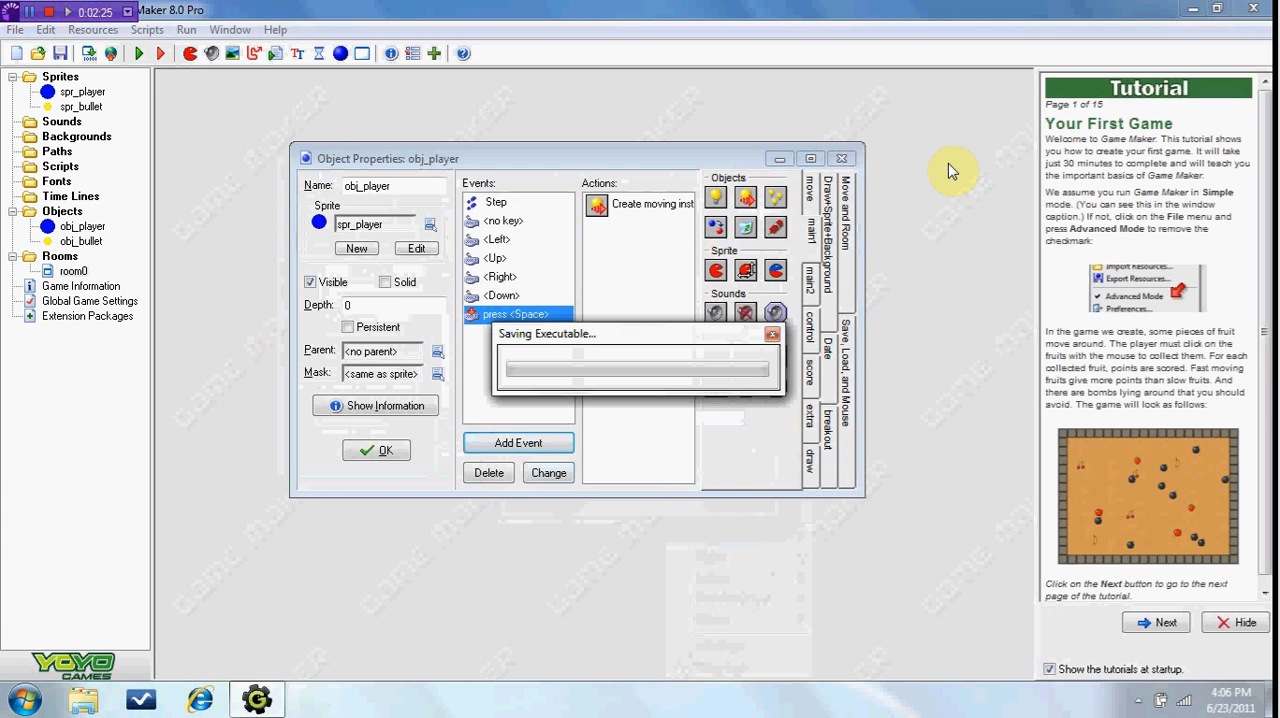 0:02:25
Maker 8.0 Pro
File Edit Resources Scripts Run Window Help
Sprites
spr_player
spr_bullet
Sounds
Backgrounds
Paths
Scripts
Fonts
Time Lines
Objects
obj_player
obj_bullet
Rooms
room0
Game Information
Global Game Settings
Extension Packages
YOYO
GAMES
Object Properties: obj_player
Name: obj_player
Sprite
spr_player
New Edit
Visible Solid
Depth: 0
Persistent
Parent: <no parent>
Mask: <same as sprite>
Show Information
OK
Events:
Step
<no key>
<Left>
<Up>
<Right>
<Down>
press <Space>
Add Event
Delete Change
Actions:
Create moving inst
Saving Executable...
Objects
Sprite
Sounds
move
main1
main2
control
score
extra
draw
Draw+Sprite+Background
Date
breakout
Move and Room
Save, Load, and Mouse
Tutorial
Page 1 of 15
Your First Game
Welcome to Game Maker. This tutorial shows
you how to create your first game. It will take
just 30 minutes to complete and will teach you
the important basics of Game Maker.
We assume you run Game Maker in Simple
mode. (You can see this in the window
caption.) If not, click on the File menu and
press Advanced Mode to remove the
checkmark:
Import Resources...
Export Resources...
Advanced Mode
Preferences...
In the game we create, some pieces of fruit
move around. The player must click on the
fruits with the mouse to collect them. For each
collected fruit, points are scored. Fast moving
fruits give more points than slow fruits. And
there are bombs lying around that you should
avoid. The game will look as follows:
Click on the Next button to go to the next
page of the tutorial.
Next Hide
Show the tutorials at startup.
4:06 PM
6/23/2011